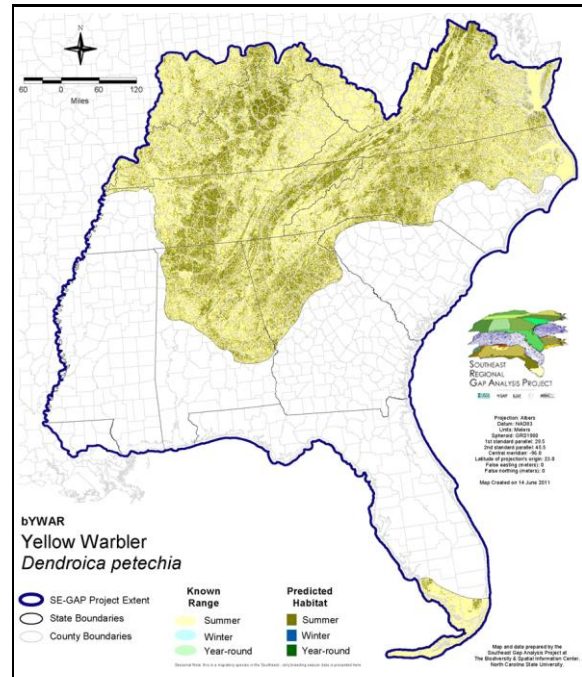 N
60 0 60 120
Miles
SOUTHEAST
REGIONAL
GAP ANALYSIS PROJECT
Projection: Albers
Datum: NAD83
Units: Meters
Spheroid: GRS1980
1st standard parallel: 29.5
2nd standard parallel: 45.5
Central meridian: -96.0
Latitude of projection's origin: 23.0
False easting (meters): 0
False northing (meters): 0
Map Created on 14 June 2011
bYWAR
Yellow Warbler
Dendroica petechia
SE-GAP Project Extent
State Boundaries
County Boundaries
Known
Range
Summer
Winter
Year-round
Predicted
Habitat
Summer
Winter
Year-round
Map and data prepared by the
Southeast Gap Analysis Project at
The Biodiversity & Spatial Information Center,
North Carolina State University.